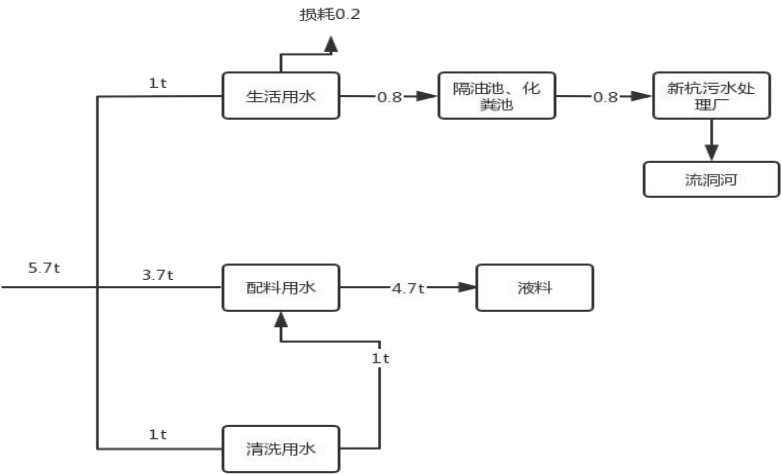 损耗0.2
1t
生活用水
0.8
隔油池、化
粪池
0.8
新杭污水处
理厂
流洞河
5.7t
3.7t
配料用水
4.7t
液料
1t
1t
清洗用水